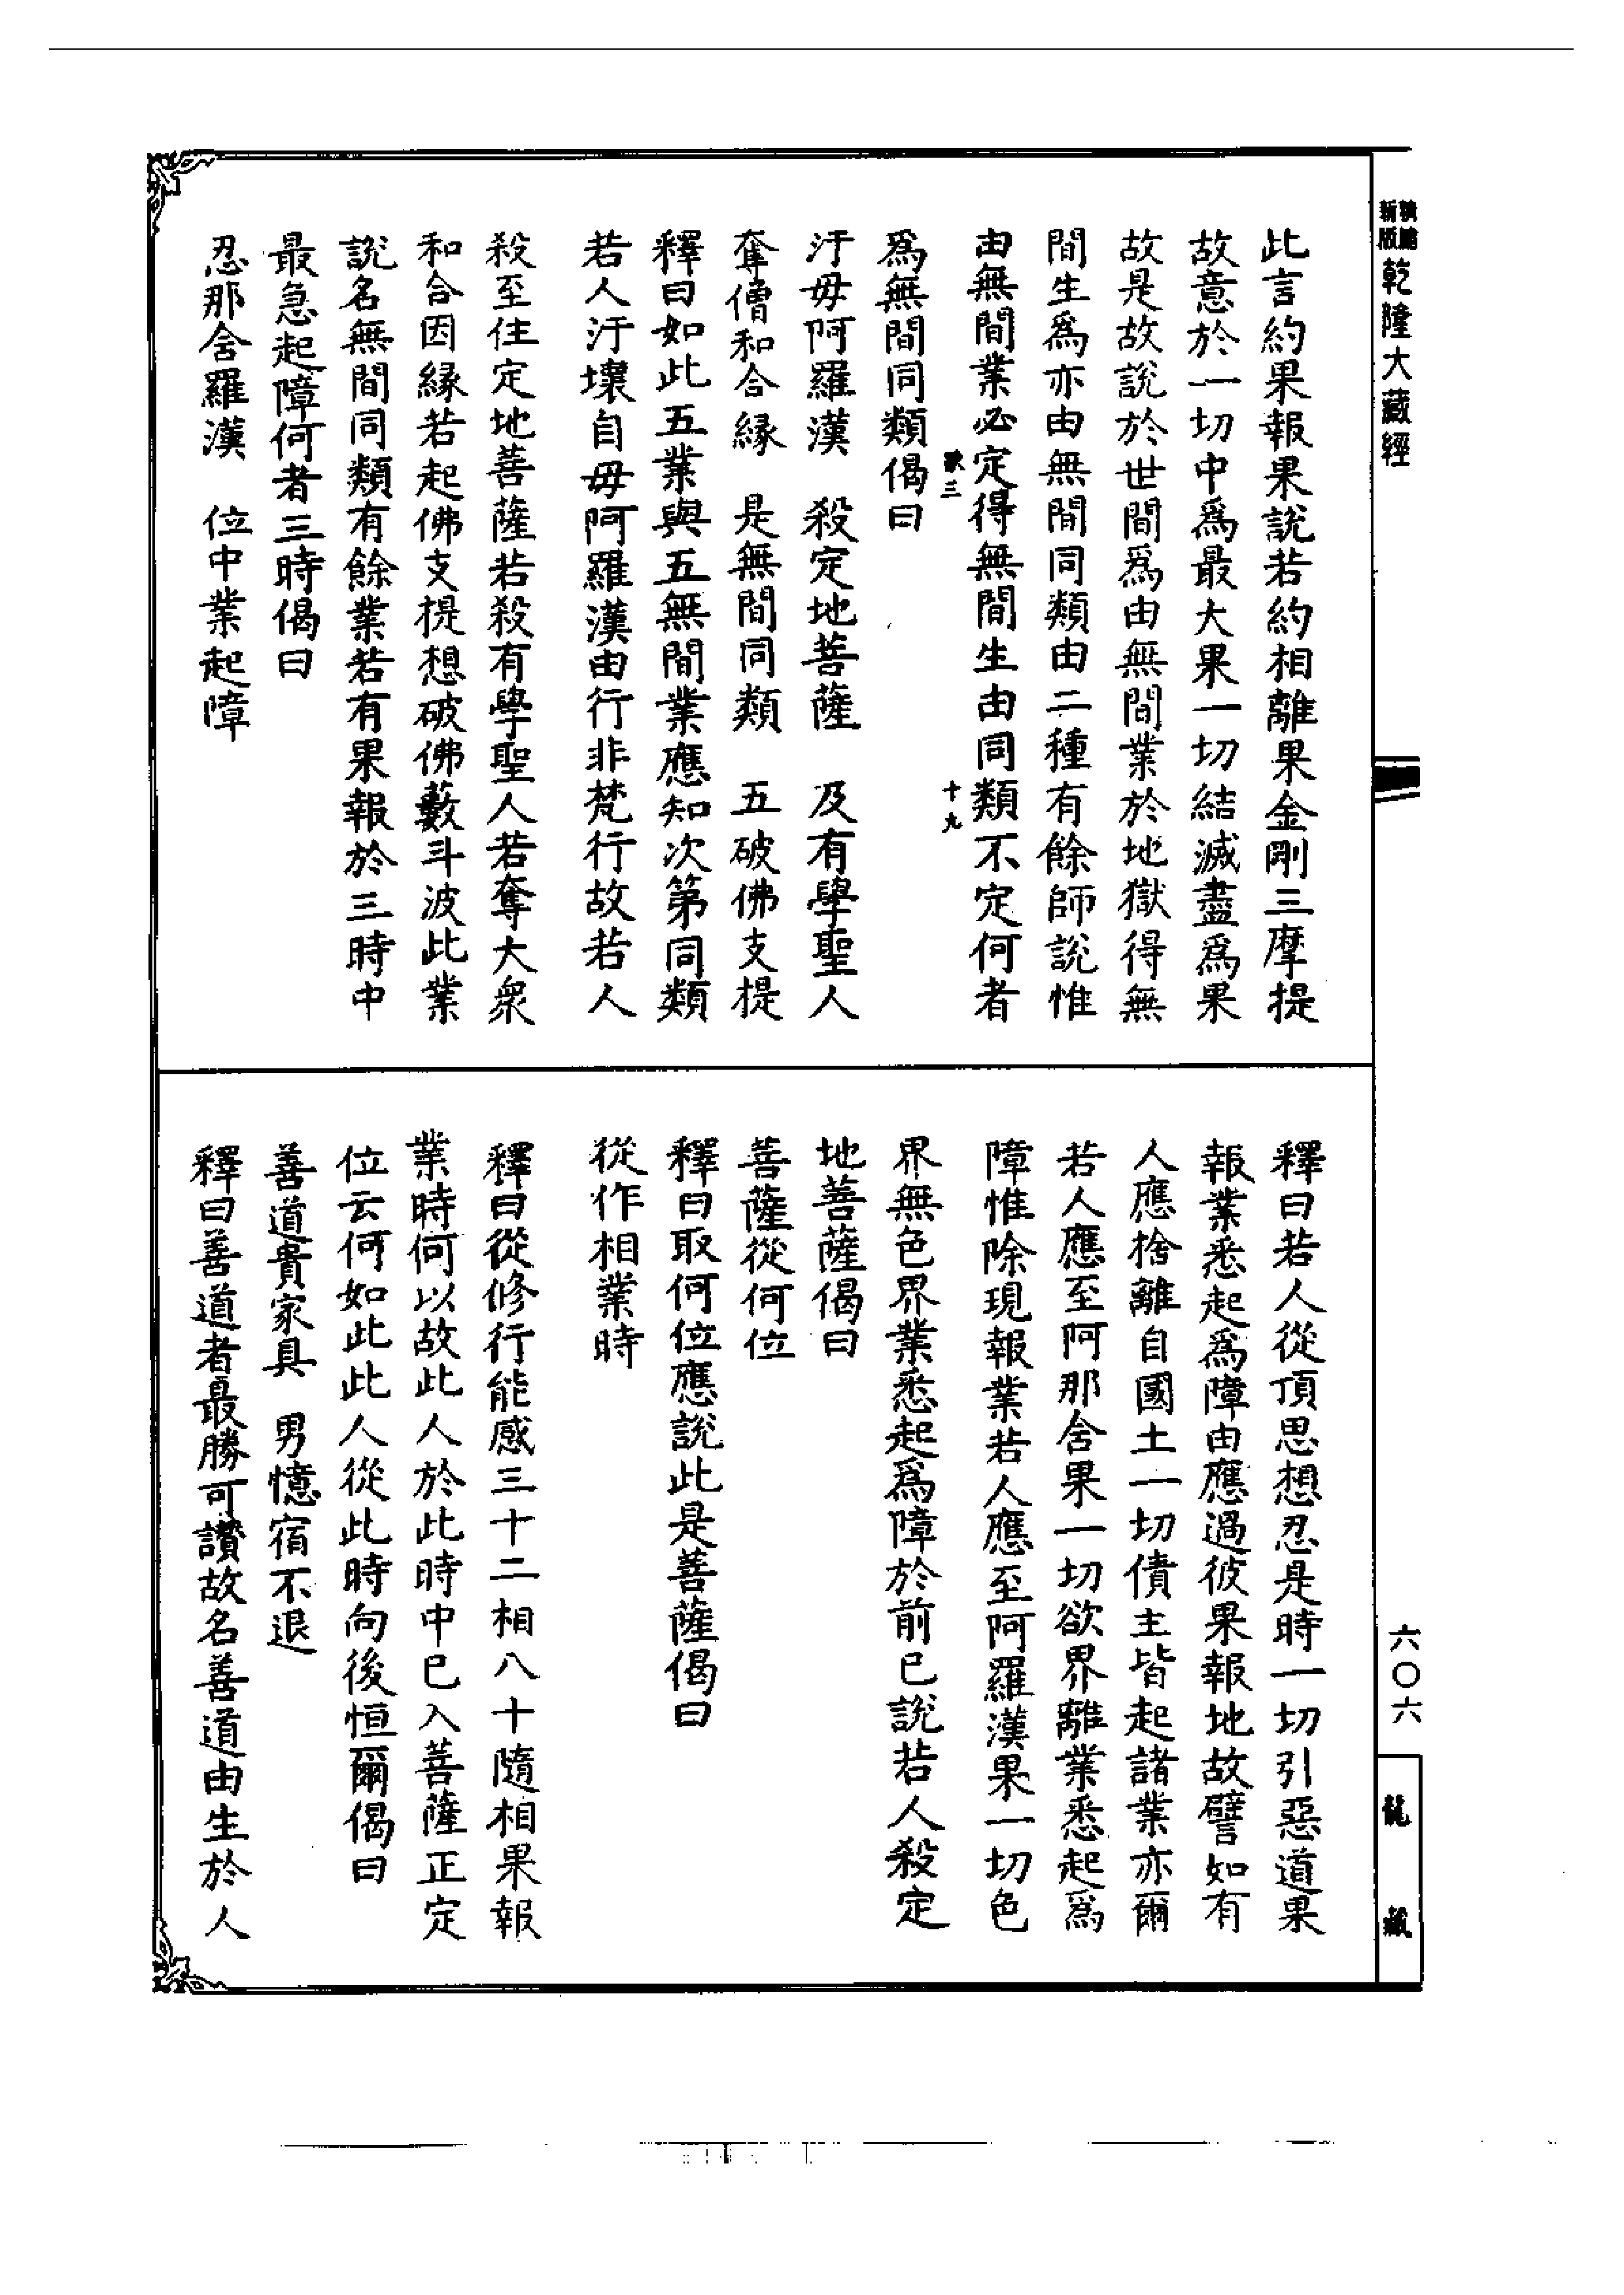 新版
乾隆大藏經
六〇六
龍藏
此言約果報果說若約相離果金剛三摩提
故意於一切中爲最大果一切結滅盡爲果
故是故說於世間爲由無間業於地獄得無
間生爲亦由無間同類由二種有餘師說惟
由無間業必定得無間生由同類不定何者
爲無間同類偈曰
三
十九
汙毋阿羅漢　殺定地菩薩　及有學聖人
奪僧和合緣　是無間同類　五破佛支提
釋曰如此五業與五無間業應知次第同類
若人汙壞自毋阿羅漢由行非梵行故若人
殺至住定地菩薩若殺有學聖人若奪大衆
和合因緣若起佛支提想破佛藪斗波此業
說名無間同類有餘業若有果報於三時中
最急起障何者三時偈曰
忍那含羅漢　位中業起障
釋曰若人從頂思想忍是時一切引惡道果
報業悉起爲障由應過彼果報地故譬如有
人應捨離自國土一切債主皆起諸業亦爾
若人應至阿那含果一切欲界離業悉起爲
障惟除現報業若人應至阿羅漢果一切色
界無色界業悉起爲障於前已說若人殺定
地菩薩偈曰
菩薩從何位
釋曰取何位應說此是菩薩偈曰
從作相業時
釋曰從修行能感三十二相八十隨相果報
業時何以故此人於此時中已入菩薩正定
位云何如此此人從此時向後恒爾偈曰
善道貴家具　男憶宿不退
釋曰善道者最勝可讚故名善道由生於人